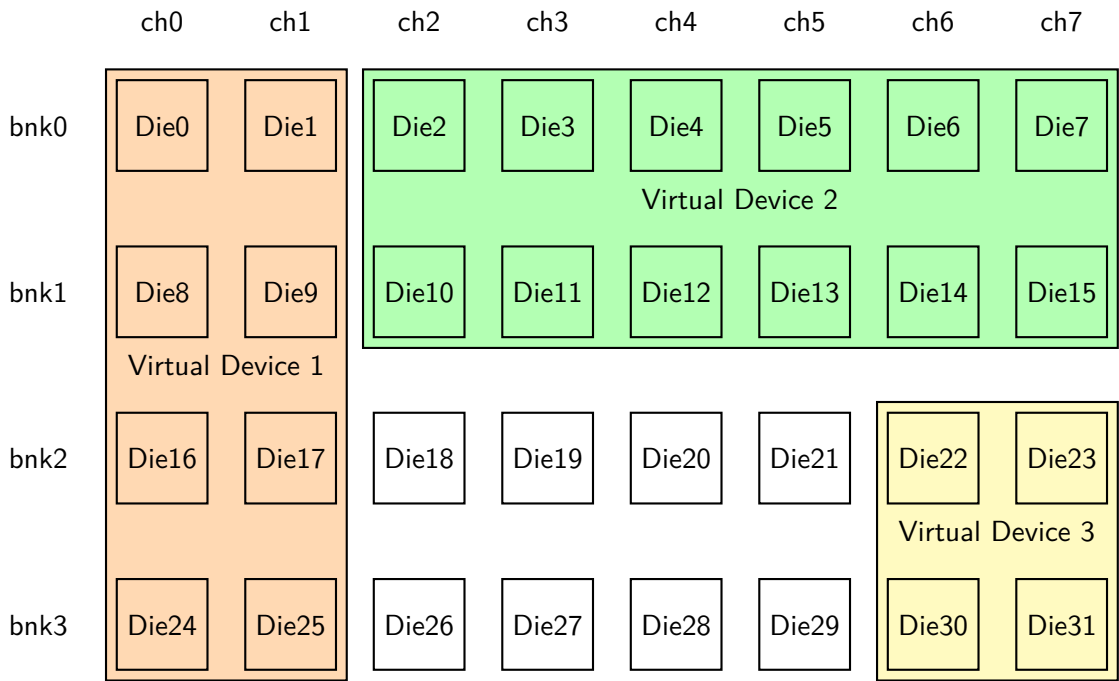 ch0 ch1 ch2 ch3 ch4 ch5 ch6 ch7
bnk0 Die0 Die1 Die2 Die3 Die4 Die5 Die6 Die7
Virtual Device 2
bnk1 Die8 Die9 Die10 Die11 Die12 Die13 Die14 Die15
Virtual Device 1
bnk2 Die16 Die17 Die18 Die19 Die20 Die21 Die22 Die23
Virtual Device 3
bnk3 Die24 Die25 Die26 Die27 Die28 Die29 Die30 Die31